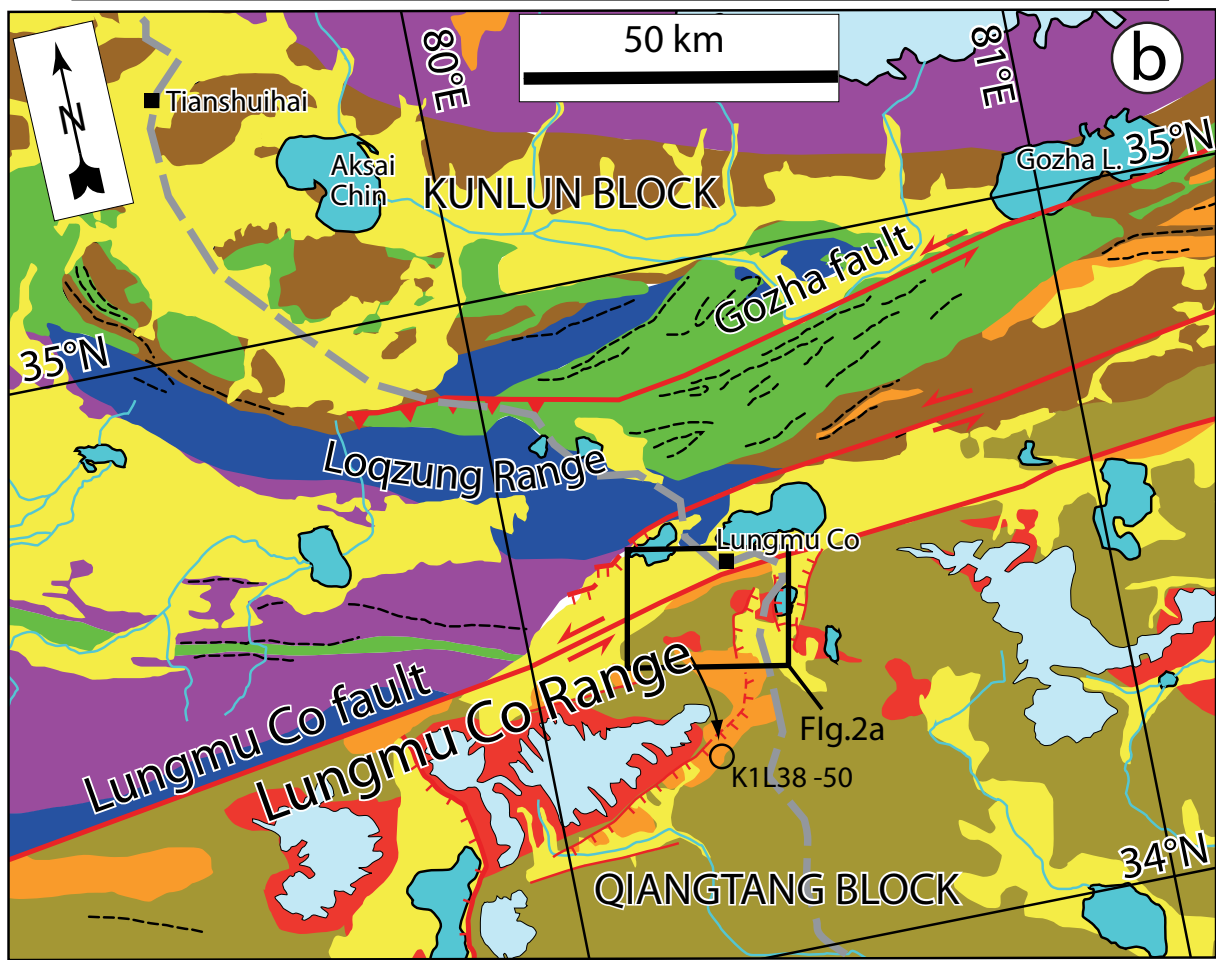 50 km
b
80°E
81°E
N
Tianshuihai
Aksai
Chin
KUNLUN BLOCK
Gozha L.
35°N
Gozha fault
35°N
Loqzung Range
Lungmu Co
Lungmu Co fault
Lungmu Co Range
FIg.2a
K1L38 -50
34°N
QIANGTANG BLOCK